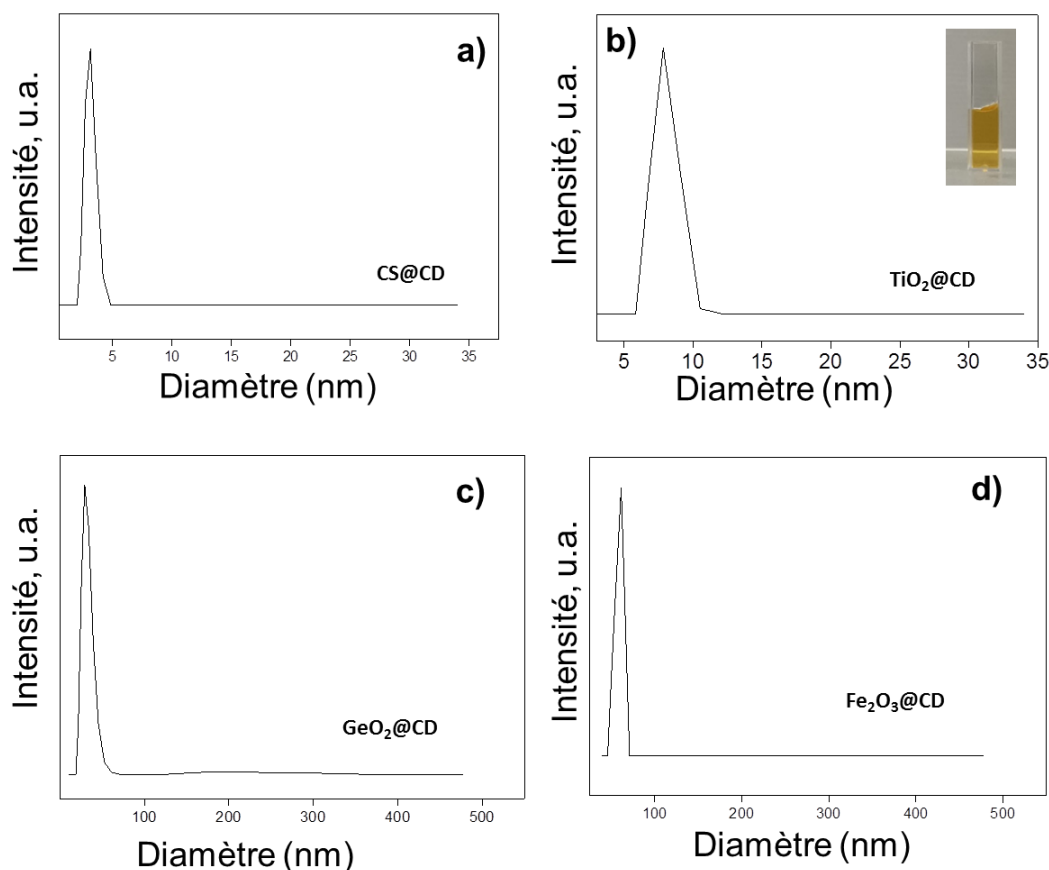 a)
Intensité, u.a.
CS@CD
5 10 15 20 25 30 35
Diamètre (nm)
b)
Intensité, u.a.
TiO₂@CD
5 10 15 20 25 30 35
Diamètre (nm)
c)
Intensité, u.a.
GeO₂@CD
100 200 300 400 500
Diamètre (nm)
d)
Intensité, u.a.
Fe₂O₃@CD
100 200 300 400 500
Diamètre (nm)